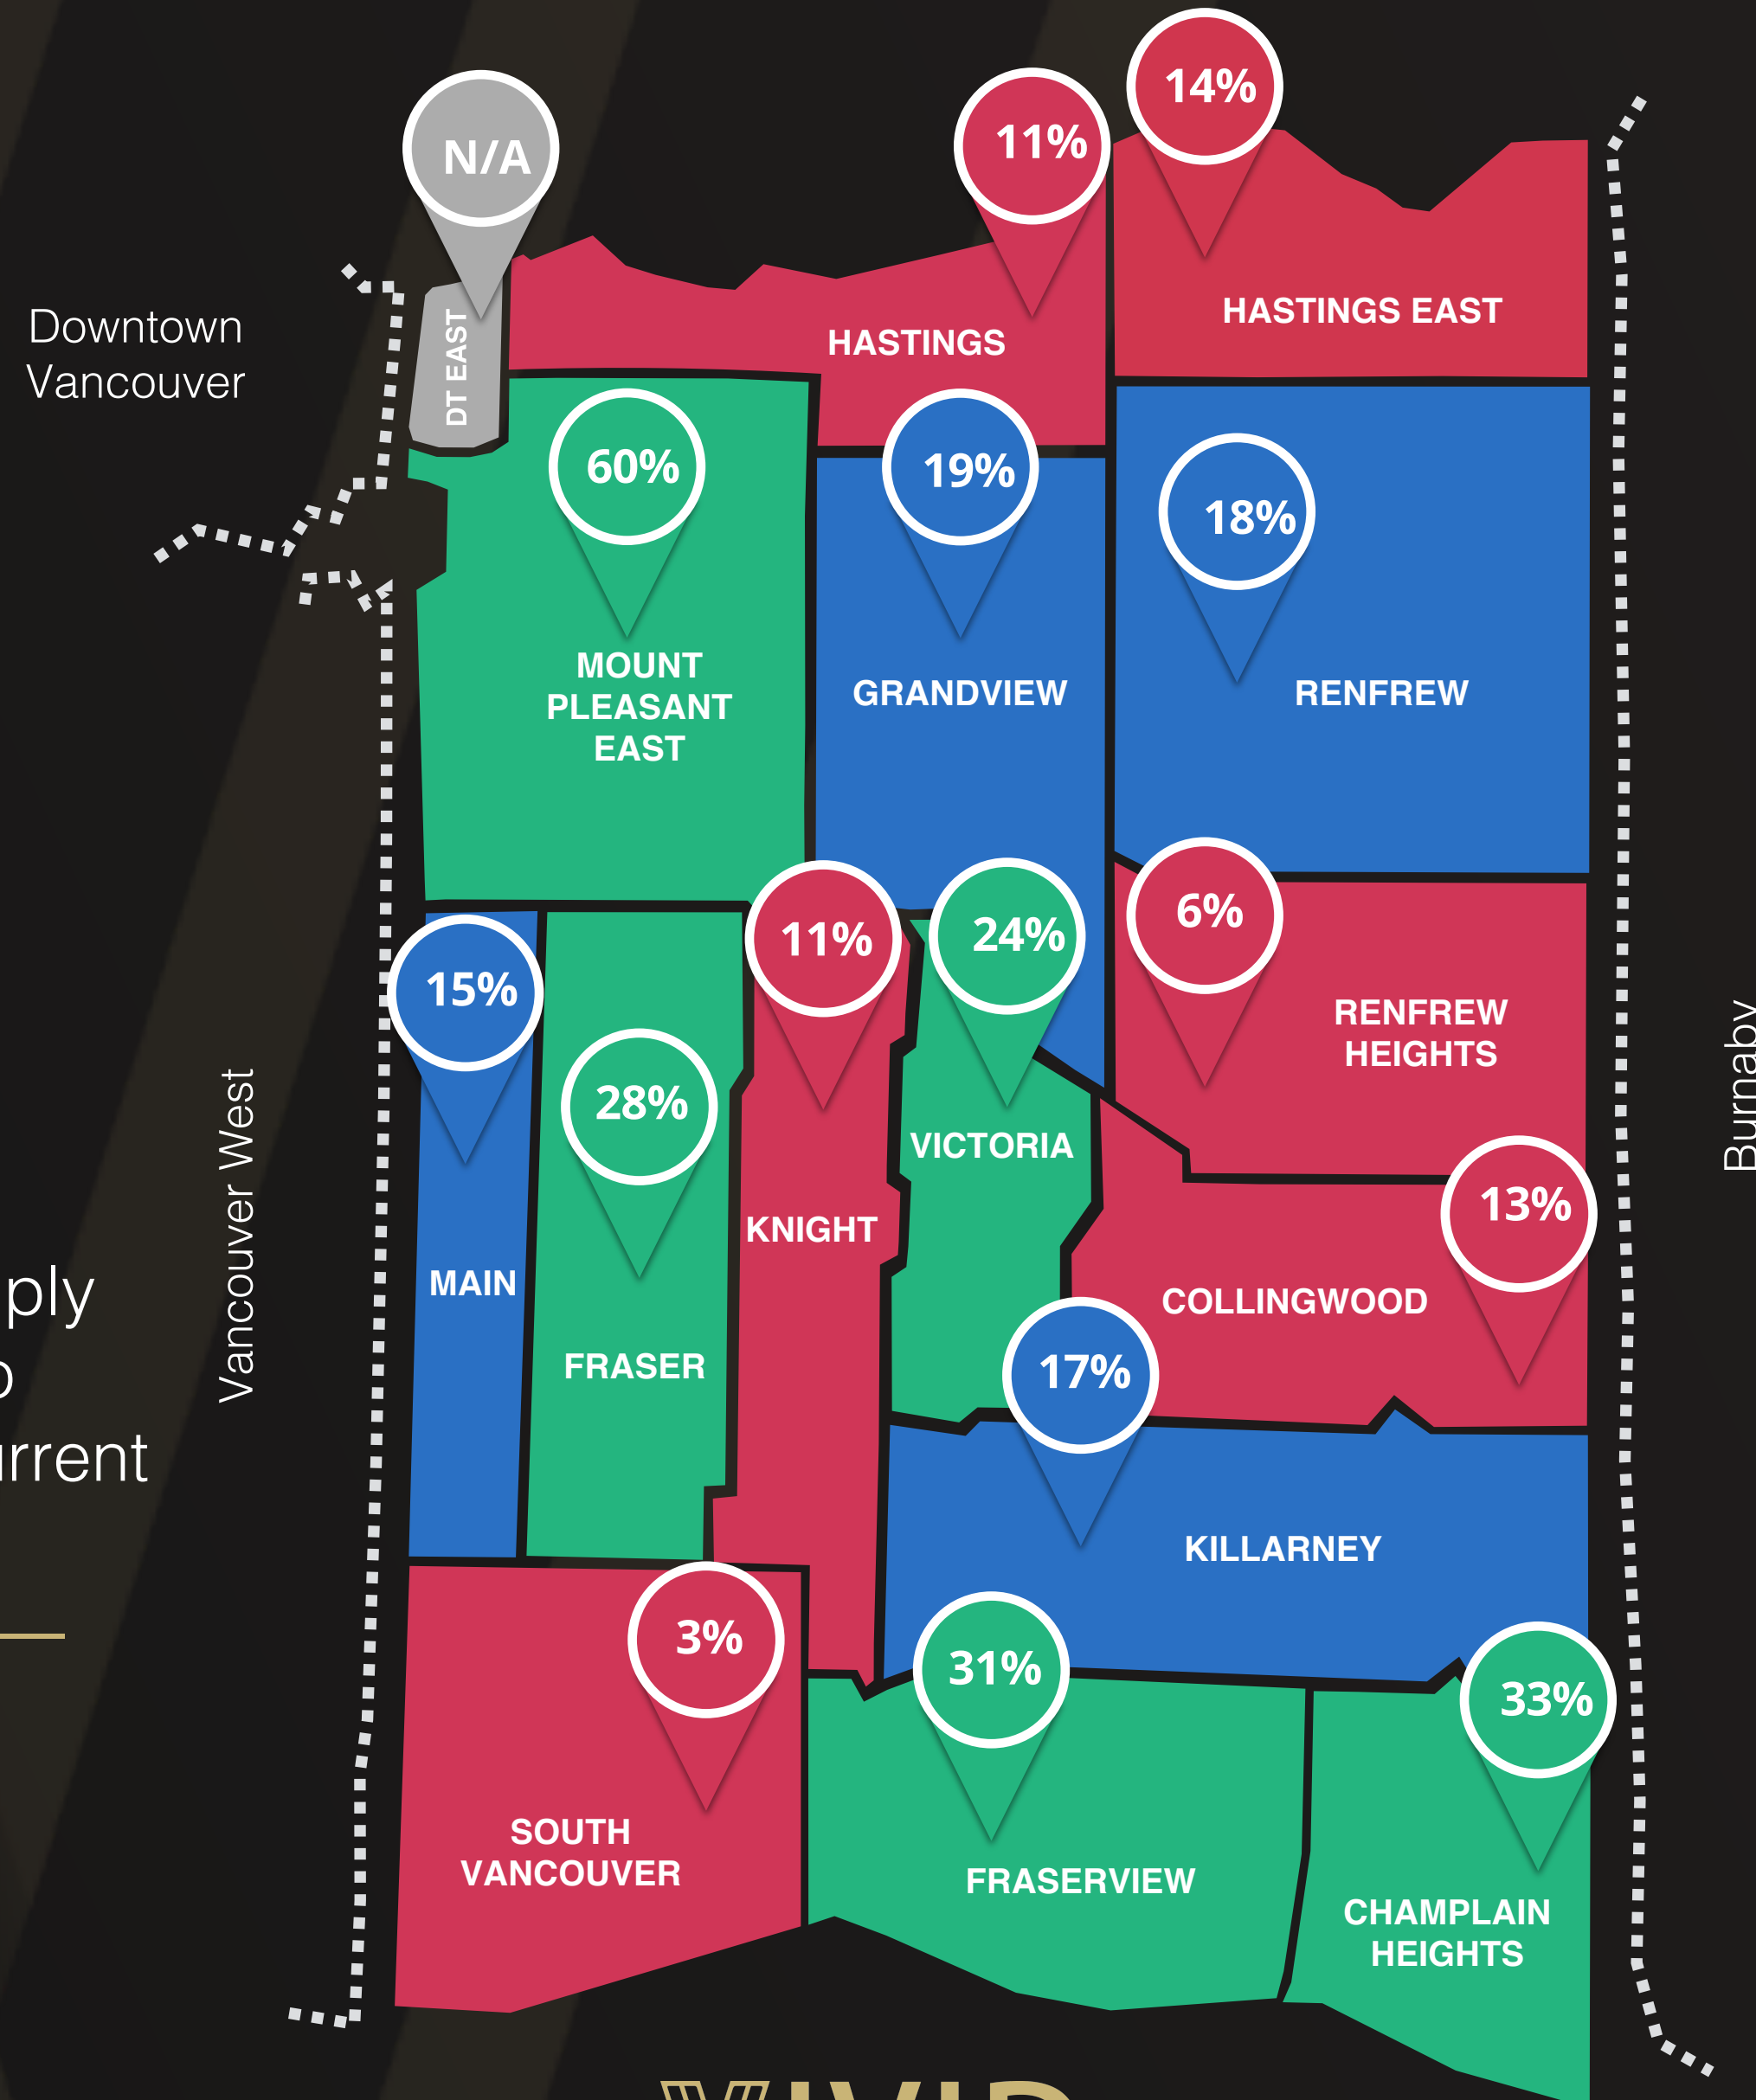 14%
11%
N/A
HASTINGS EAST
Downtown
Vancouver
DT EAST
HASTINGS
60%
19%
18%
MOUNT
PLEASANT
EAST
GRANDVIEW
RENFREW
6%
11%
24%
15%
RENFREW
HEIGHTS
28%
Burnaby
VICTORIA
13%
Vancouver West
KNIGHT
MAIN
COLLINGWOOD
ply
FRASER
17%
urrent
KILLARNEY
3%
31%
33%
SOUTH
VANCOUVER
FRASERVIEW
CHAMPLAIN
HEIGHTS
VIVID